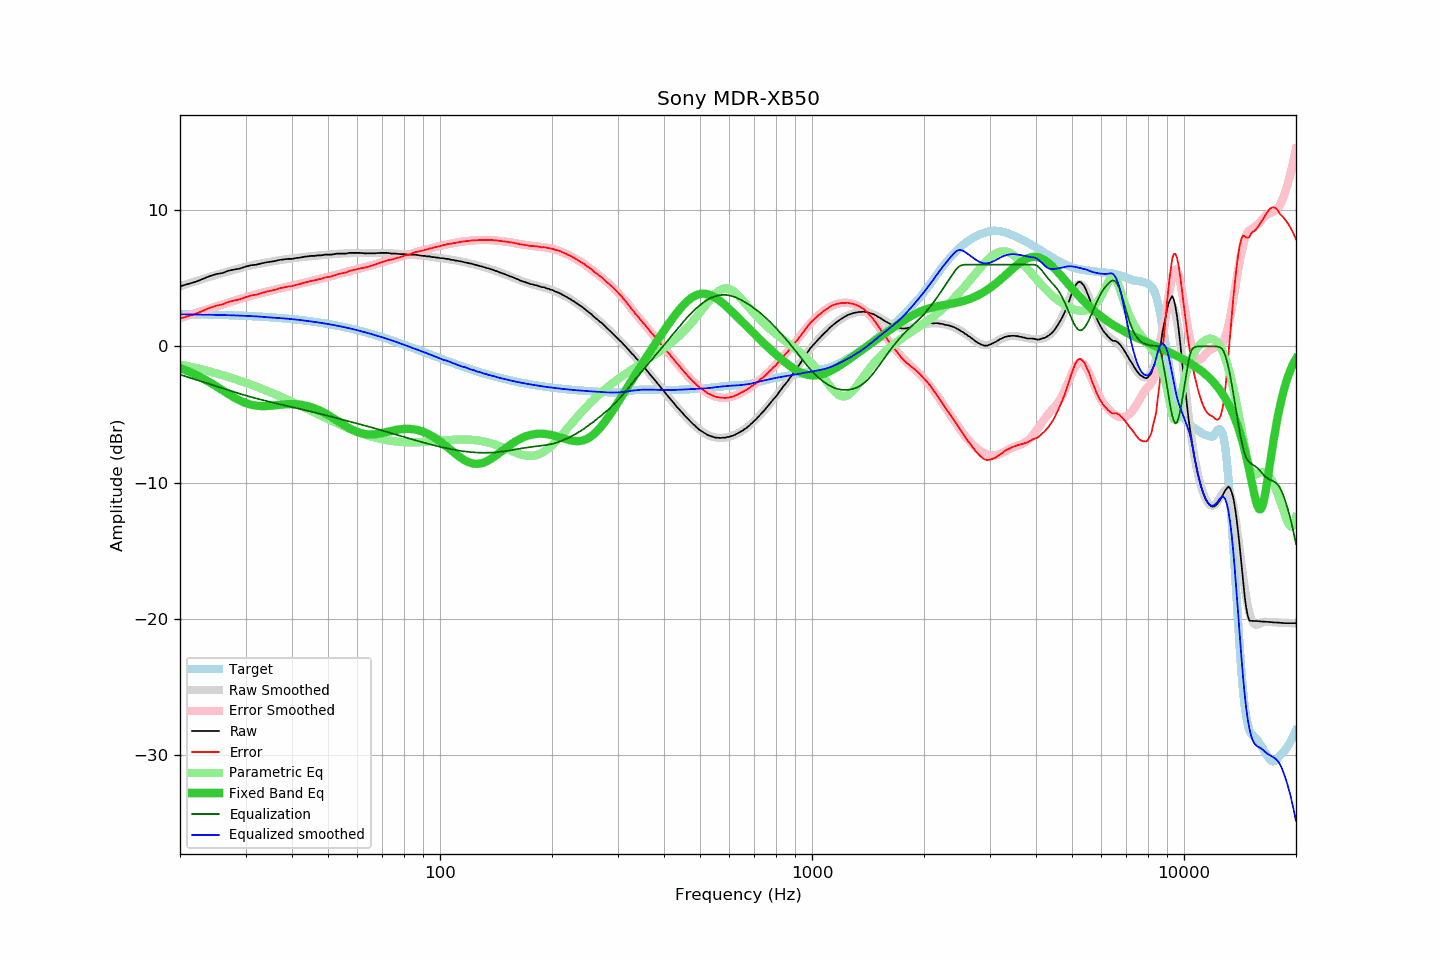 Sony MDR-XB50
Amplitude (dBr)
10
0
−10
−20
−30
Target
Raw Smoothed
Error Smoothed
Raw
Error
Parametric Eq
Fixed Band Eq
Equalization
Equalized smoothed
100
1000
10000
Frequency (Hz)